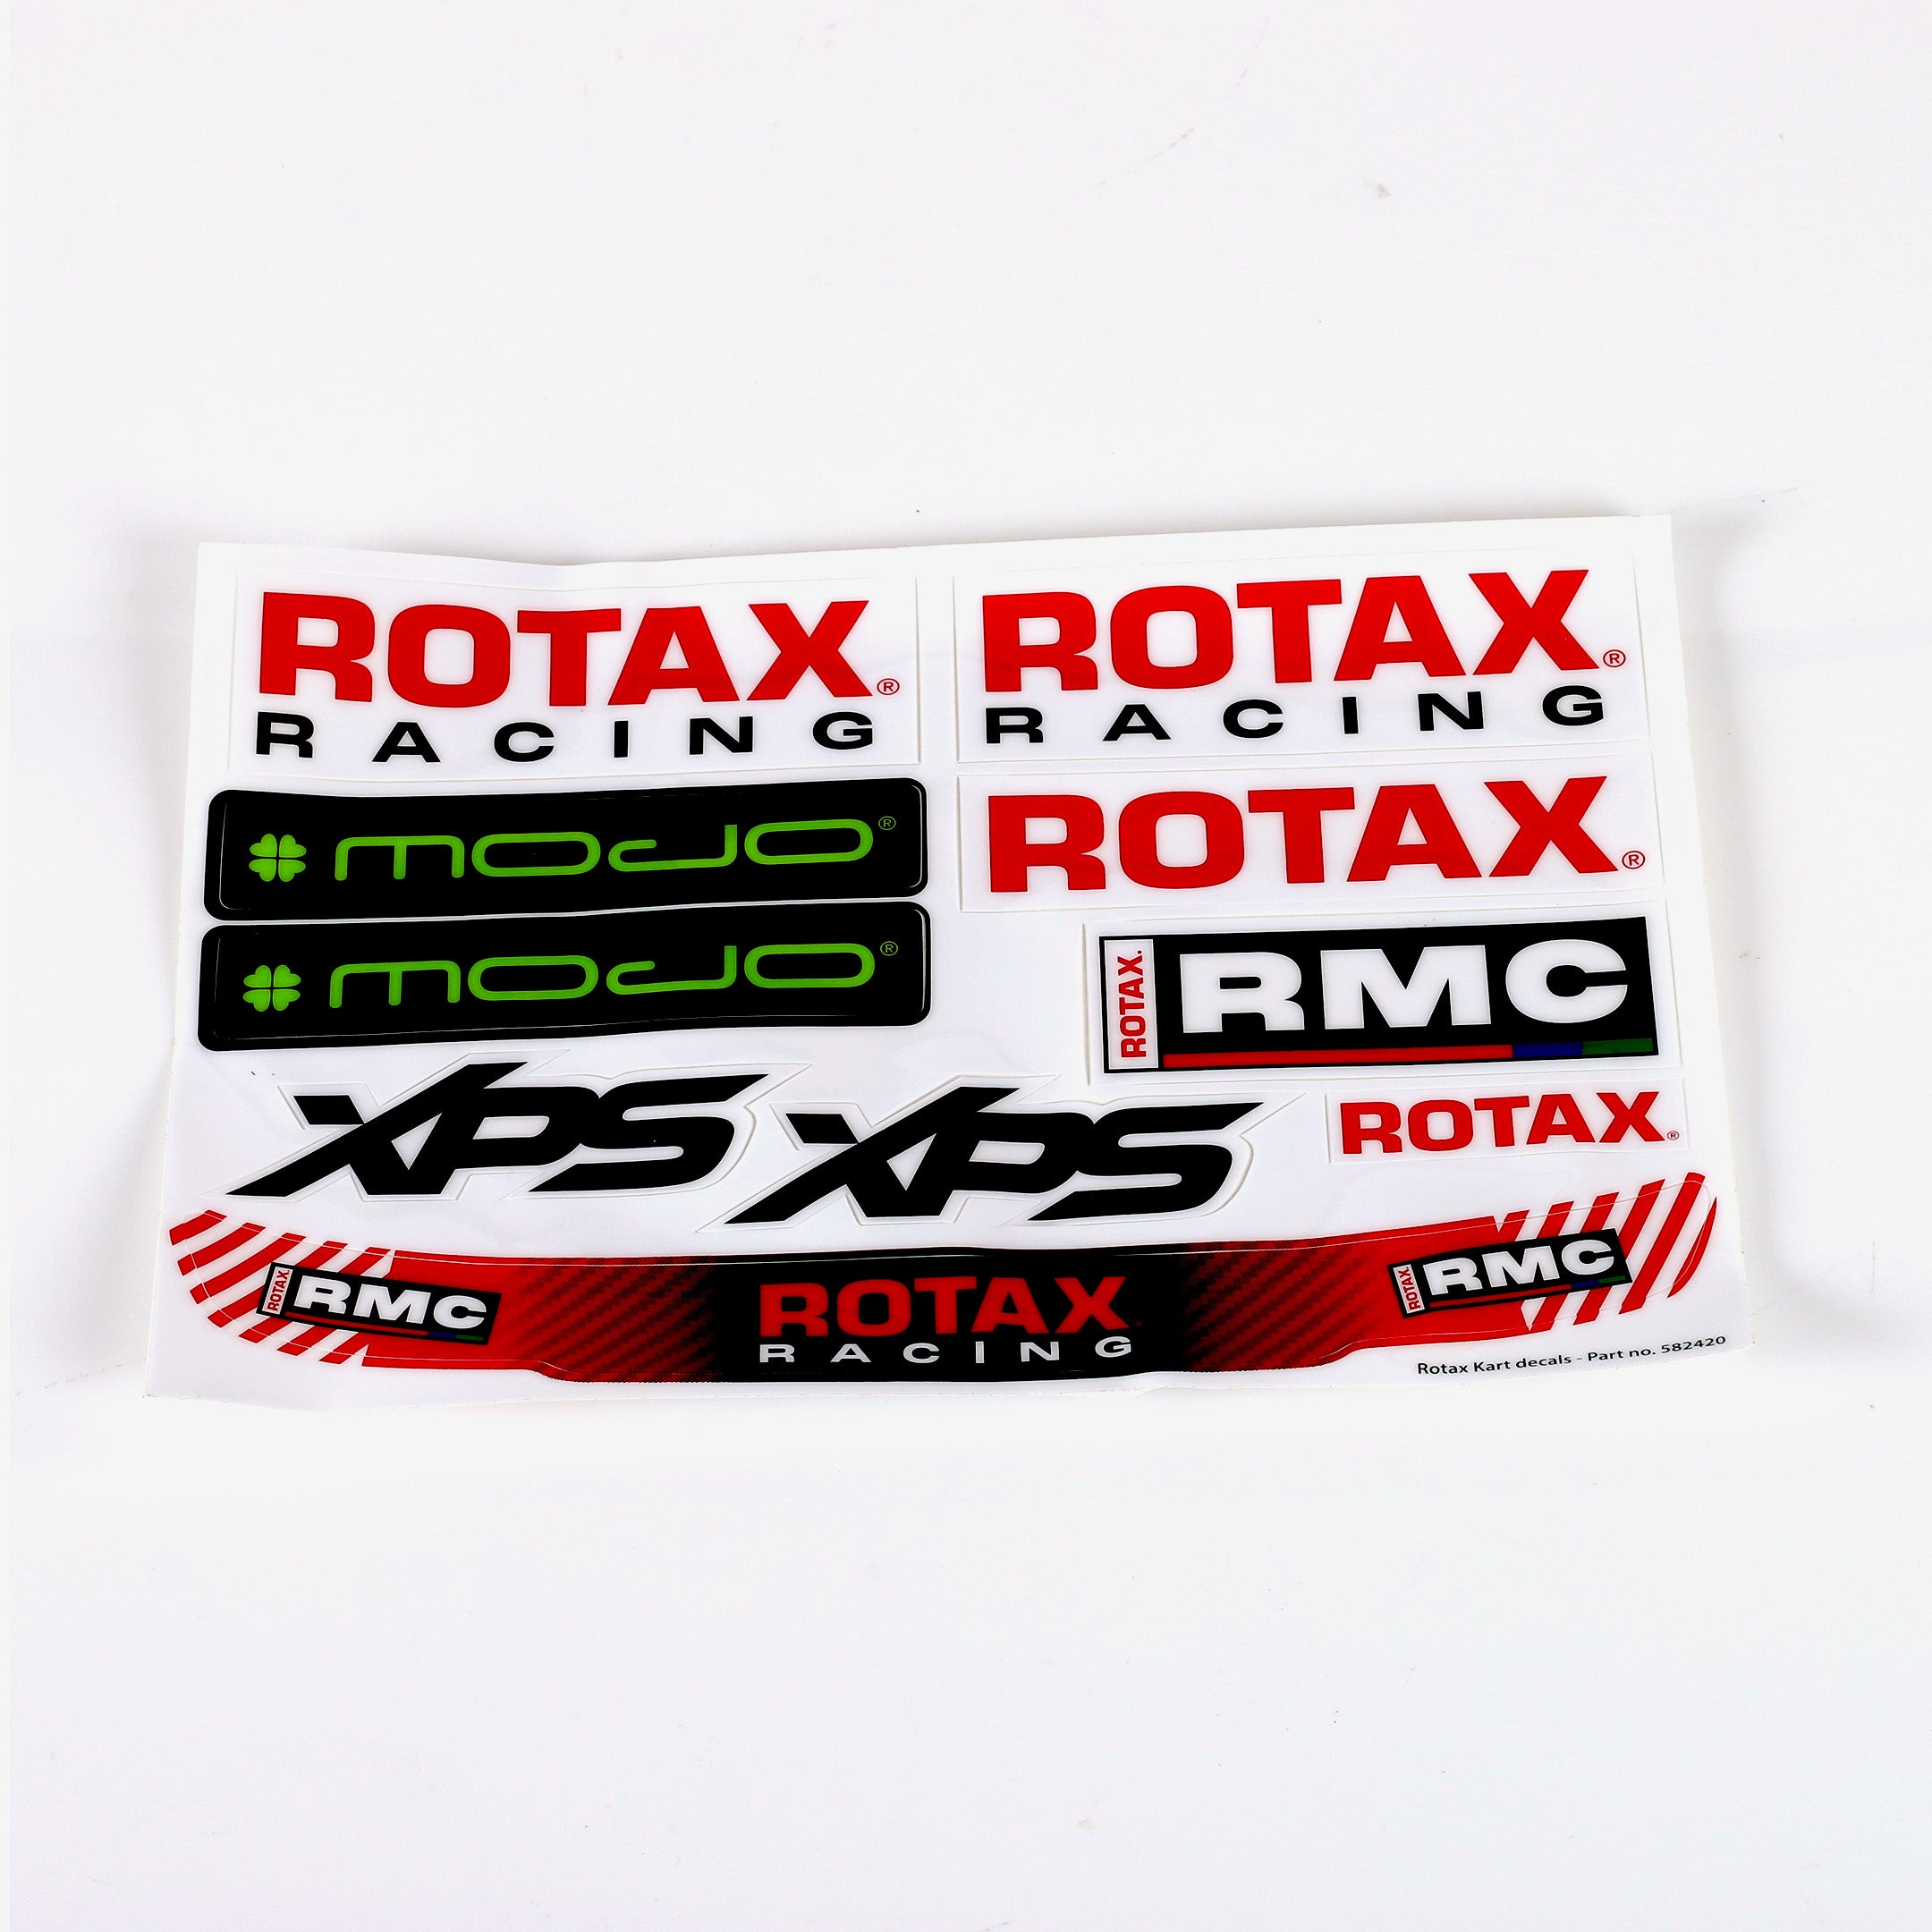 ROTAX®
RACING
ROTAX®
RACING
mojo®
mojo®
ROTAX®
ROTAX.
RMC
XPS
XPS
ROTAX®
ROTAX.
RMC
ROTAX
RACING
ROTAX.
RMC
Rotax Kart decals - Part no. 582420